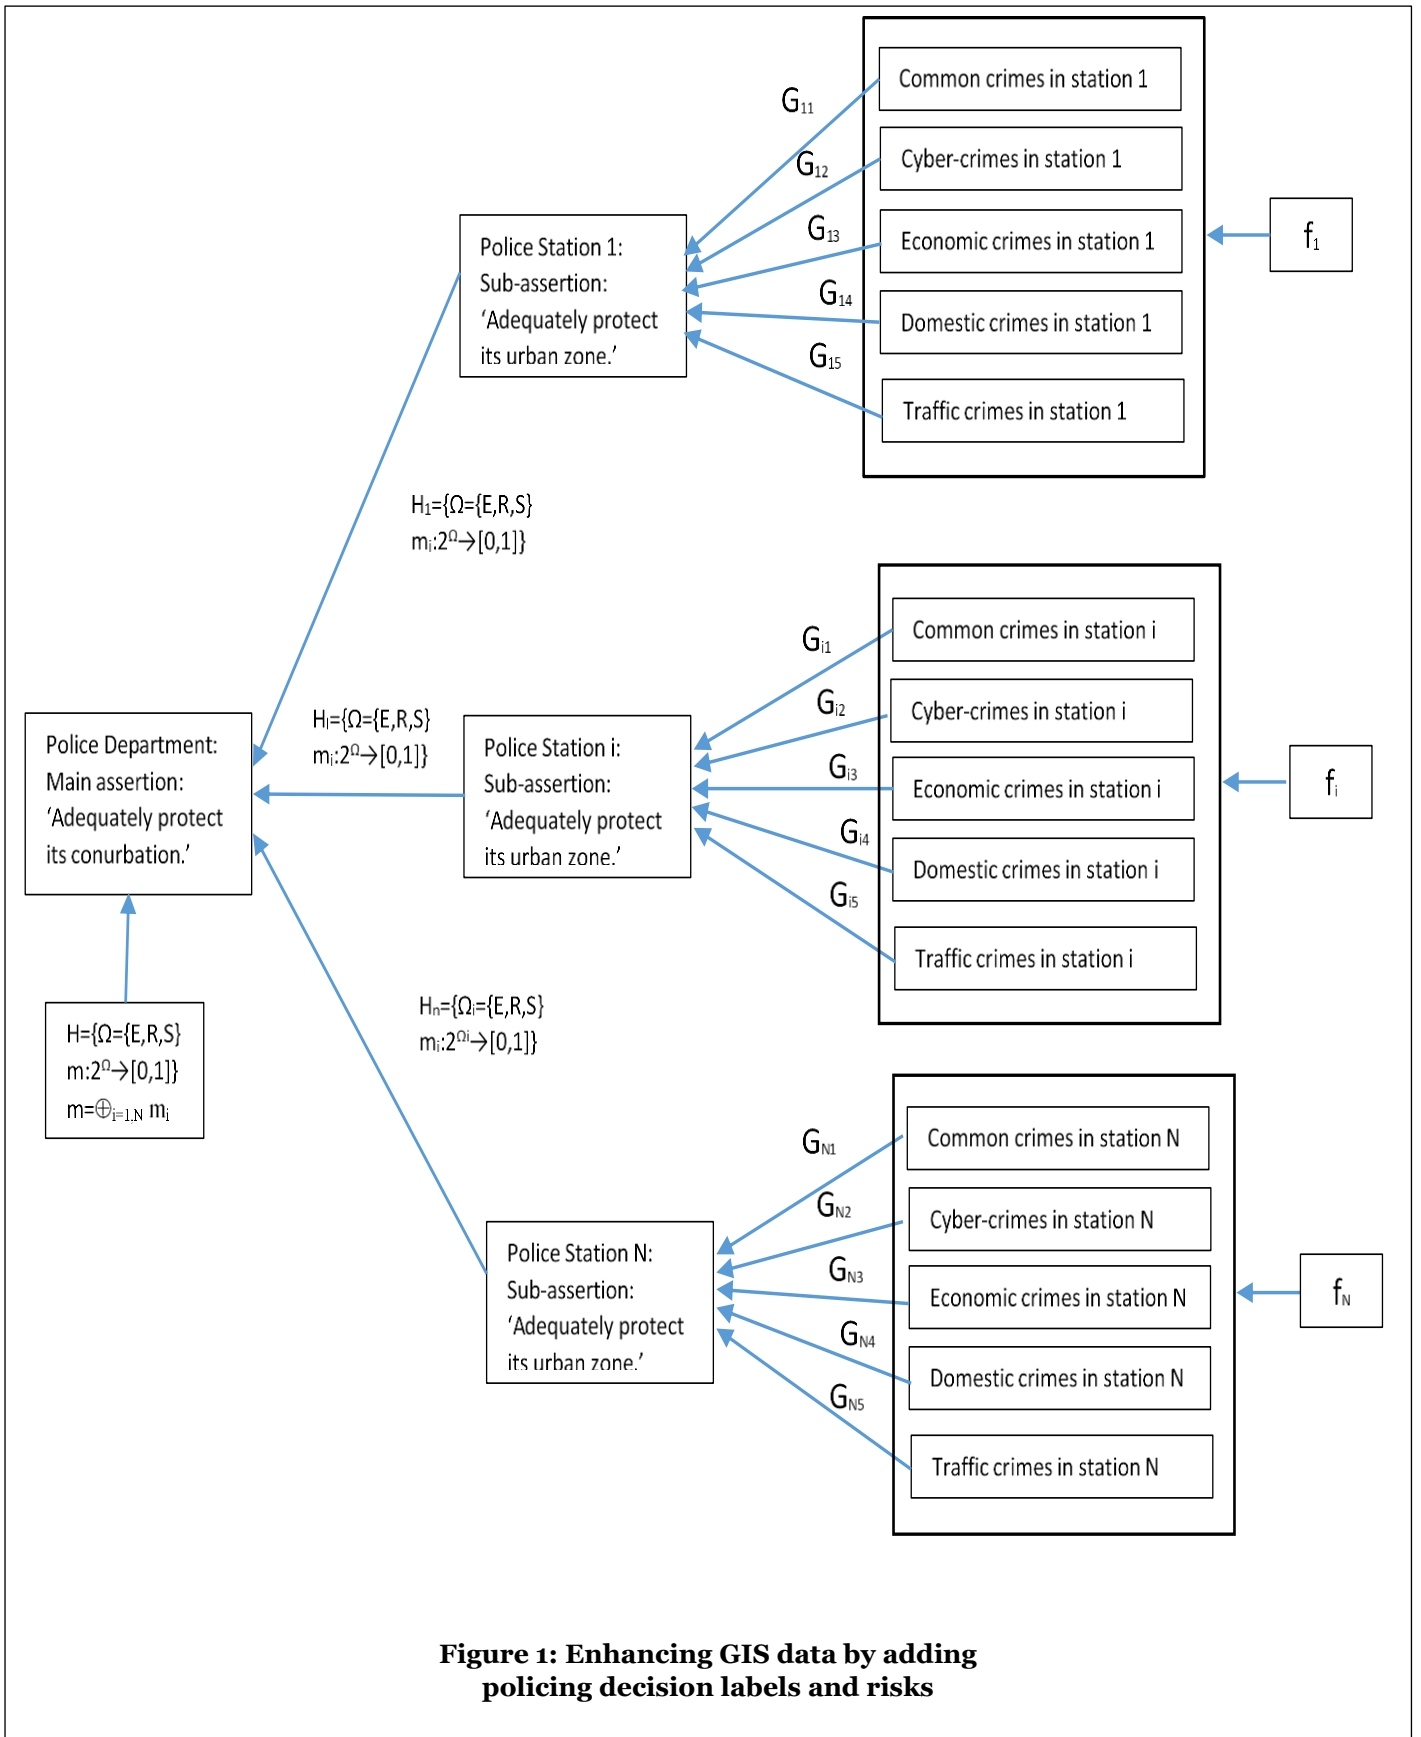 Common crimes in station 1
G11
Cyber-crimes in station 1
G12
Economic crimes in station 1
G13
Domestic crimes in station 1
G14
Traffic crimes in station 1
G15
f1
Police Station 1:
Sub-assertion:
‘Adequately protect
its urban zone.’
H1={Ω={E,R,S}
mi:2^Ω→[0,1]}
Common crimes in station i
Gi1
Cyber-crimes in station i
Gi2
Economic crimes in station i
Gi3
Domestic crimes in station i
Gi4
Traffic crimes in station i
Gi5
fi
Police Station i:
Sub-assertion:
‘Adequately protect
its urban zone.’
Hi={Ω={E,R,S}
mi:2^Ω→[0,1]}
Police Department:
Main assertion:
‘Adequately protect
its conurbation.’
H={Ω={E,R,S}
m:2^Ω→[0,1]}
m=⊕i=1,N mi
Hn={Ωi={E,R,S}
mi:2^Ωi→[0,1]}
Common crimes in station N
GN1
Cyber-crimes in station N
GN2
Economic crimes in station N
GN3
Domestic crimes in station N
GN4
Traffic crimes in station N
GN5
fN
Police Station N:
Sub-assertion:
‘Adequately protect
its urban zone.’
Figure 1: Enhancing GIS data by adding
policing decision labels and risks